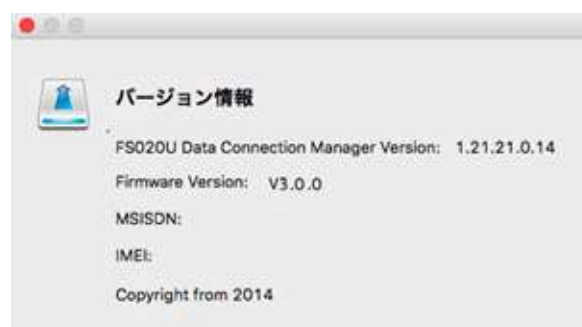 バージョン情報
FS020U Data Connection Manager Version: 1.21.21.0.14
Firmware Version: V3.0.0
MSISDN:
IMEI:
Copyright from 2014